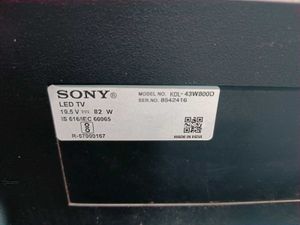 SONY®
LED TV
19.5 V ⎓ 82 W
IS 616/IEC 60065
R-67000167
MODEL NO. KDL-43W800D
SER.NO. 8542416
MADE IN INDIA